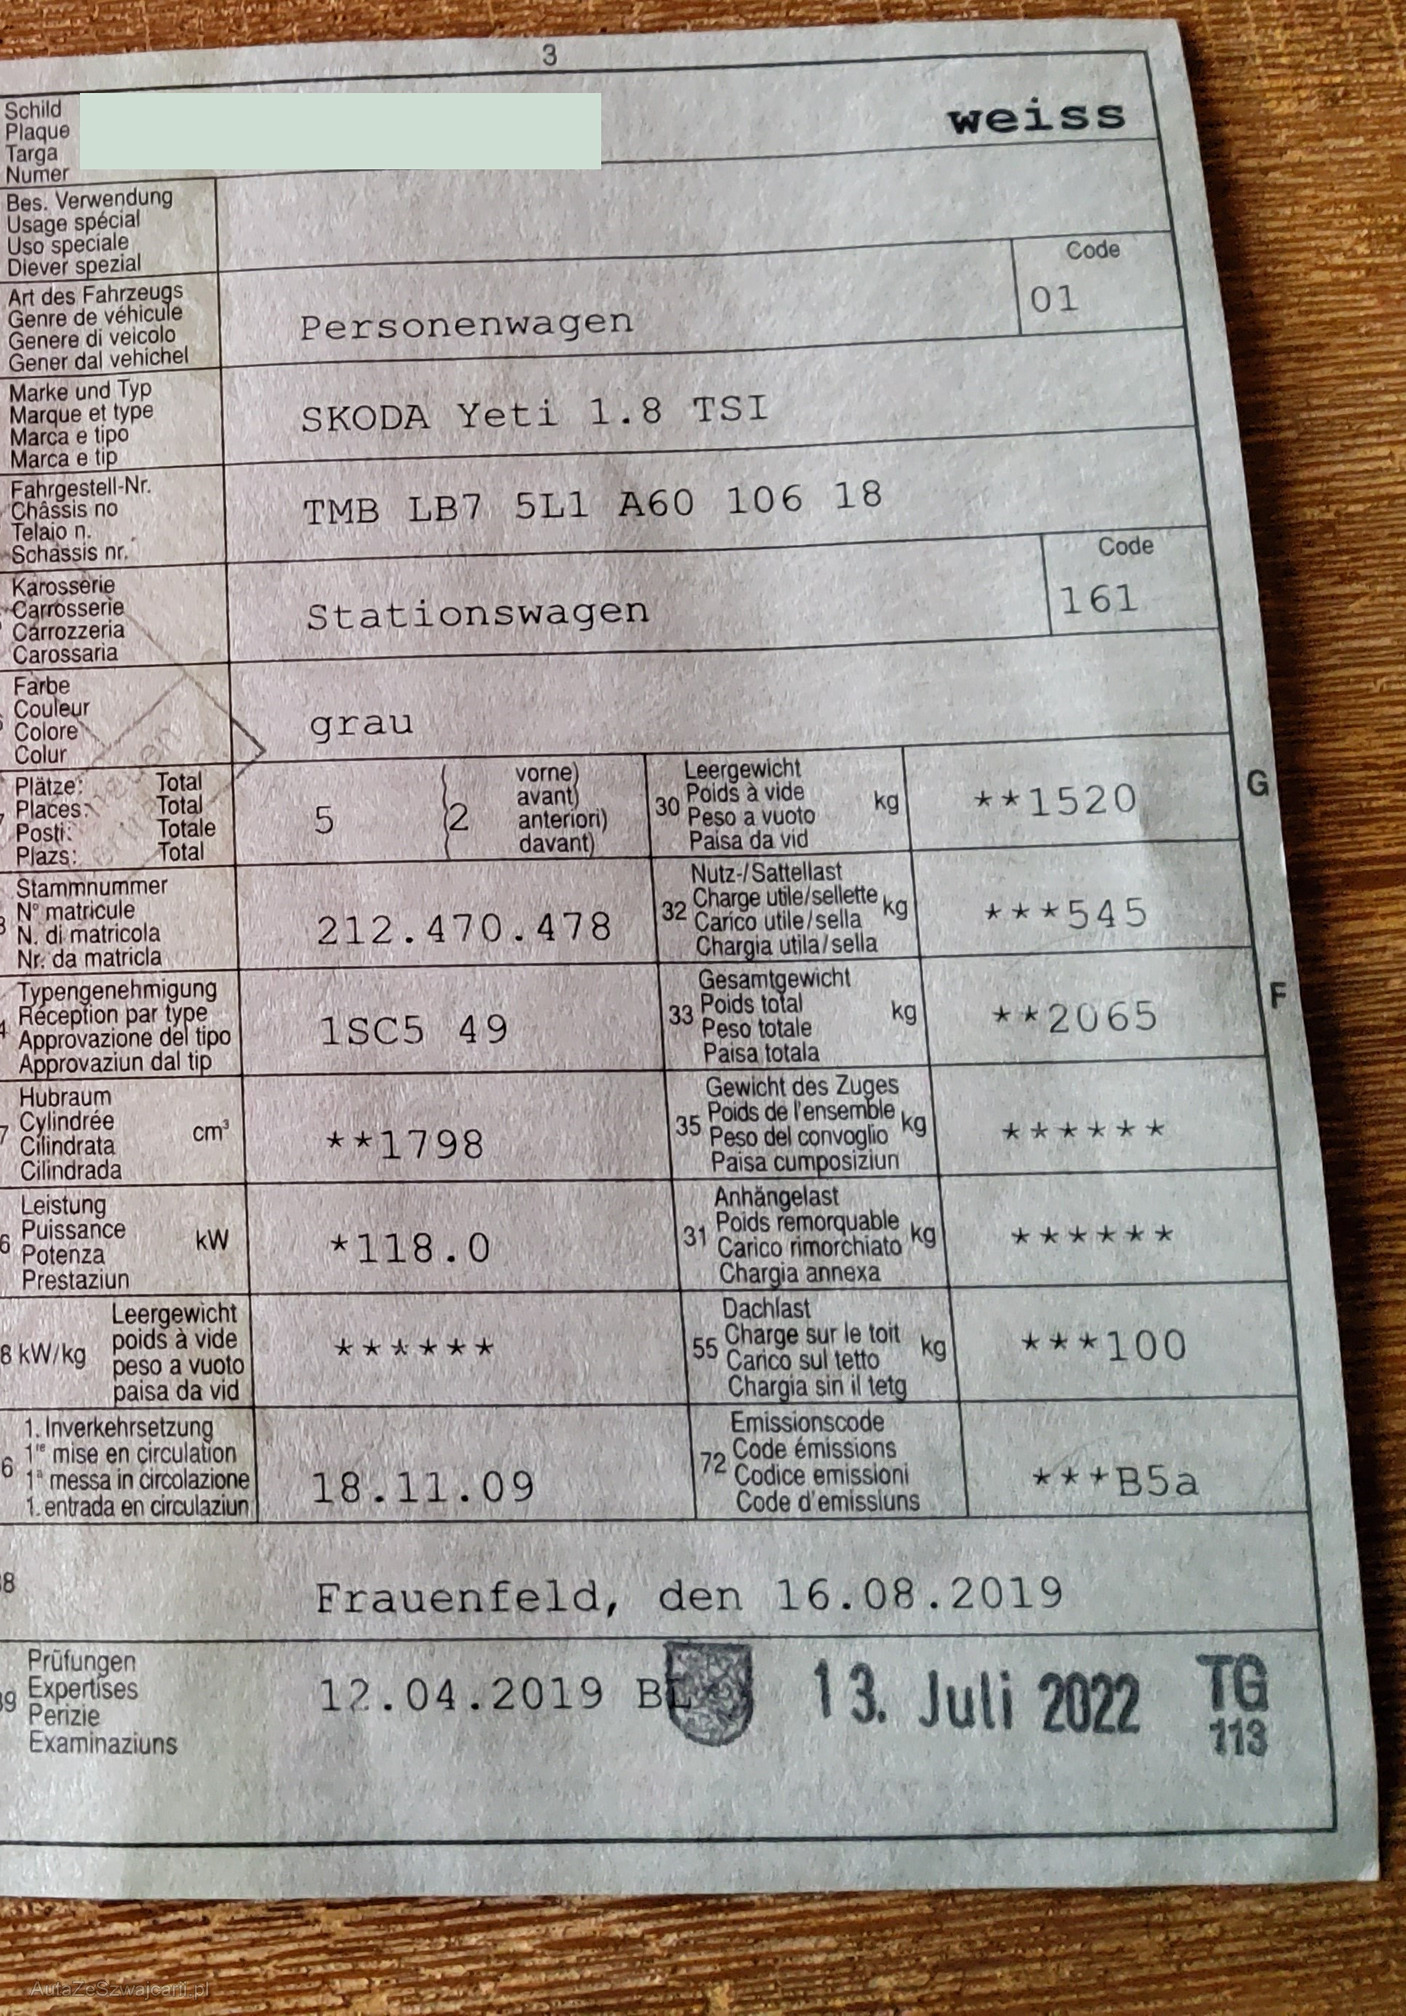 3
Schild
Plaque
Targa
Numer
weiss
Bes. Verwendung
Usage spécial
Uso speciale
Diever spezial
Art des Fahrzeugs
Genre de véhicule
Genere di veicolo
Gener dal vehichel
Personenwagen
Code
01
Marke und Typ
Marque et type
Marca e tipo
Marca e tip
SKODA Yeti 1.8 TSI
Fahrgestell-Nr.
Châssis no
Telaio n.
Schassis nr.
TMB LB7 5L1 A60 106 18
Karosserie
Carrosserie
Carrozzeria
Carossaria
Stationswagen
Code
161
Farbe
Couleur
Colore
Colur
grau
Plätze: Total
Places: Total
Posti: Totale
Plazs: Total
5 (2
vorne)
avant)
anteriori)
davant)
30 Leergewicht
Poids à vide
Peso a vuoto
Paisa da vid
kg
**1520
G
Stammnummer
N° matricule
N. di matricola
Nr. da matricla
212.470.478
32 Nutz-/Sattellast
Charge utile/sellette
Carico utile/sella
Chargia utila/sella
kg
***545
Typengenehmigung
Réception par type
Approvazione del tipo
Approvaziun dal tip
1SC5 49
33 Gesamtgewicht
Poids total
Peso totale
Paisa totala
kg
**2065
F
Hubraum
Cylindrée
Cilindrata
Cilindrada
cm³
**1798
35 Gewicht des Zuges
Poids de l'ensemble
Peso del convoglio
Paisa cumposiziun
kg
******
Leistung
Puissance
Potenza
Prestaziun
kW
*118.0
31 Anhängelast
Poids remorquable
Carico rimorchiato
Chargia annexa
kg
******
8 kW/kg
Leergewicht
poids à vide
peso a vuoto
paisa da vid
******
55 Dachlast
Charge sur le toit
Carico sul tetto
Chargia sin il tetg
kg
***100
6 1. Inverkehrsetzung
1re mise en circulation
1a messa in circolazione
1. entrada en circulaziun
18.11.09
72 Emissionscode
Code émissions
Codice emissioni
Code d'emissiuns
***B5a
8
Frauenfeld, den 16.08.2019
9 Prüfungen
Expertises
Perizie
Examinaziuns
12.04.2019
13. Juli 2022
TG
113
AutaZeSzwajcarii.pl